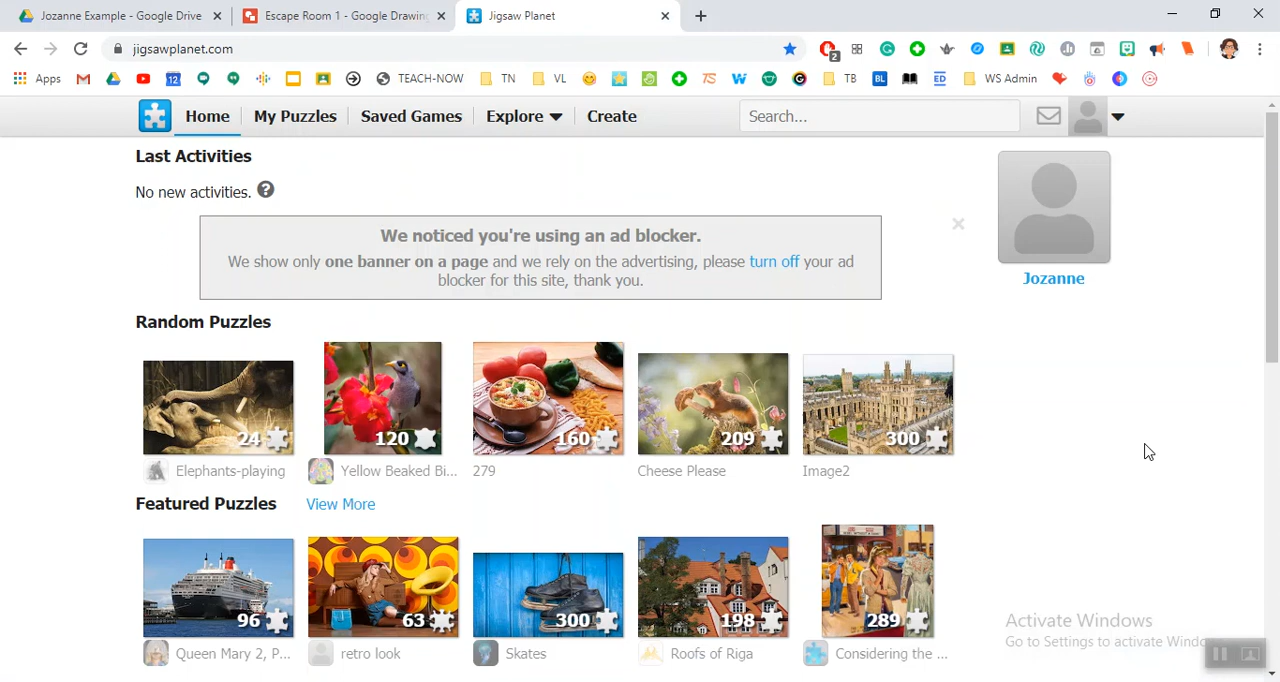 Jozanne Example - Google Drive
Escape Room 1 - Google Drawing
Jigsaw Planet
jigsawplanet.com
2
Apps
12
TEACH-NOW
TN
VL
TS
W
G
TB
BL
ED
WS Admin
Home
My Puzzles
Saved Games
Explore
Create
Search...
Last Activities
No new activities. ?
We noticed you're using an ad blocker.
We show only one banner on a page and we rely on the advertising, please turn off your ad
blocker for this site, thank you.
Jozanne
Random Puzzles
24
120
160
209
300
Elephants-playing
Yellow Beaked Bi...
279
Cheese Please
Image2
Featured Puzzles
View More
96
63
300
198
289
Queen Mary 2, P...
retro look
Skates
Roofs of Riga
Considering the ...
Activate Windows
Go to Settings to activate Windo